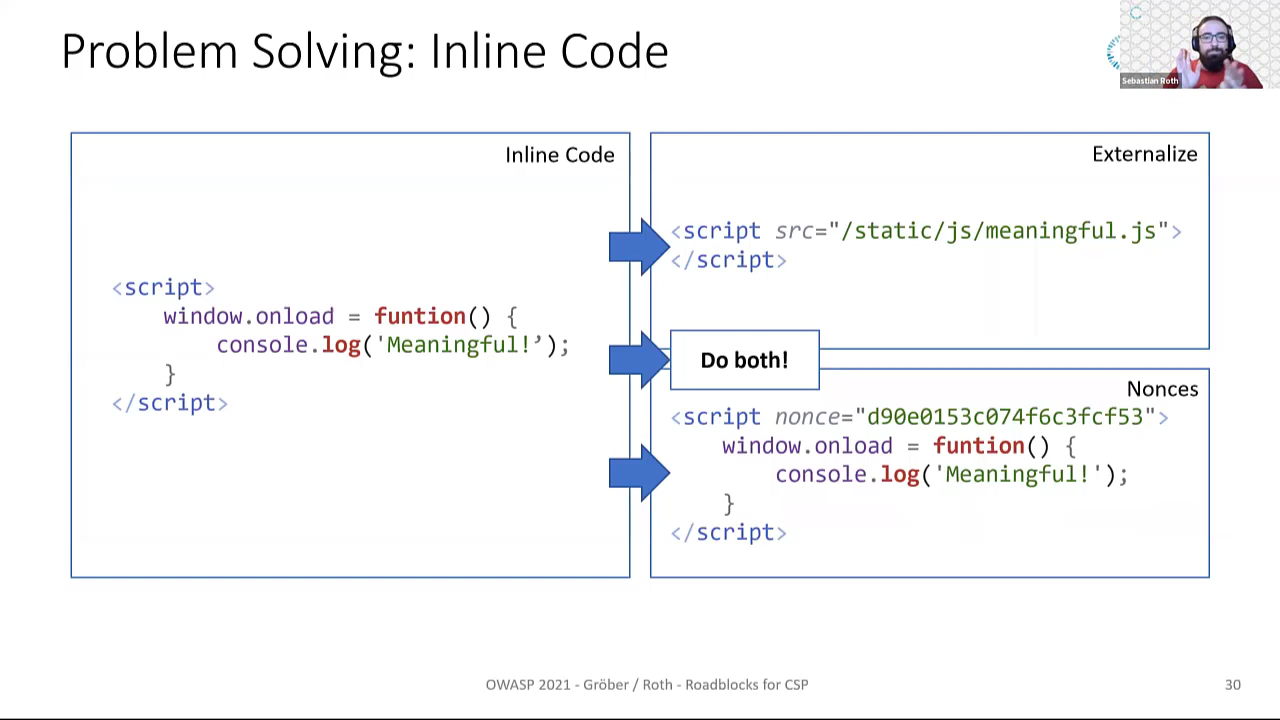 Problem Solving: Inline Code
Sebastian Roth
Inline Code
<script>
window.onload = funtion() {
console.log('Meaningful!’);
}
</script>
Externalize
<script src="/static/js/meaningful.js">
</script>
Do both!
Nonces
<script nonce="d90e0153c074f6c3fcf53">
window.onload = funtion() {
console.log('Meaningful!');
}
</script>
OWASP 2021 - Gröber / Roth - Roadblocks for CSP
30